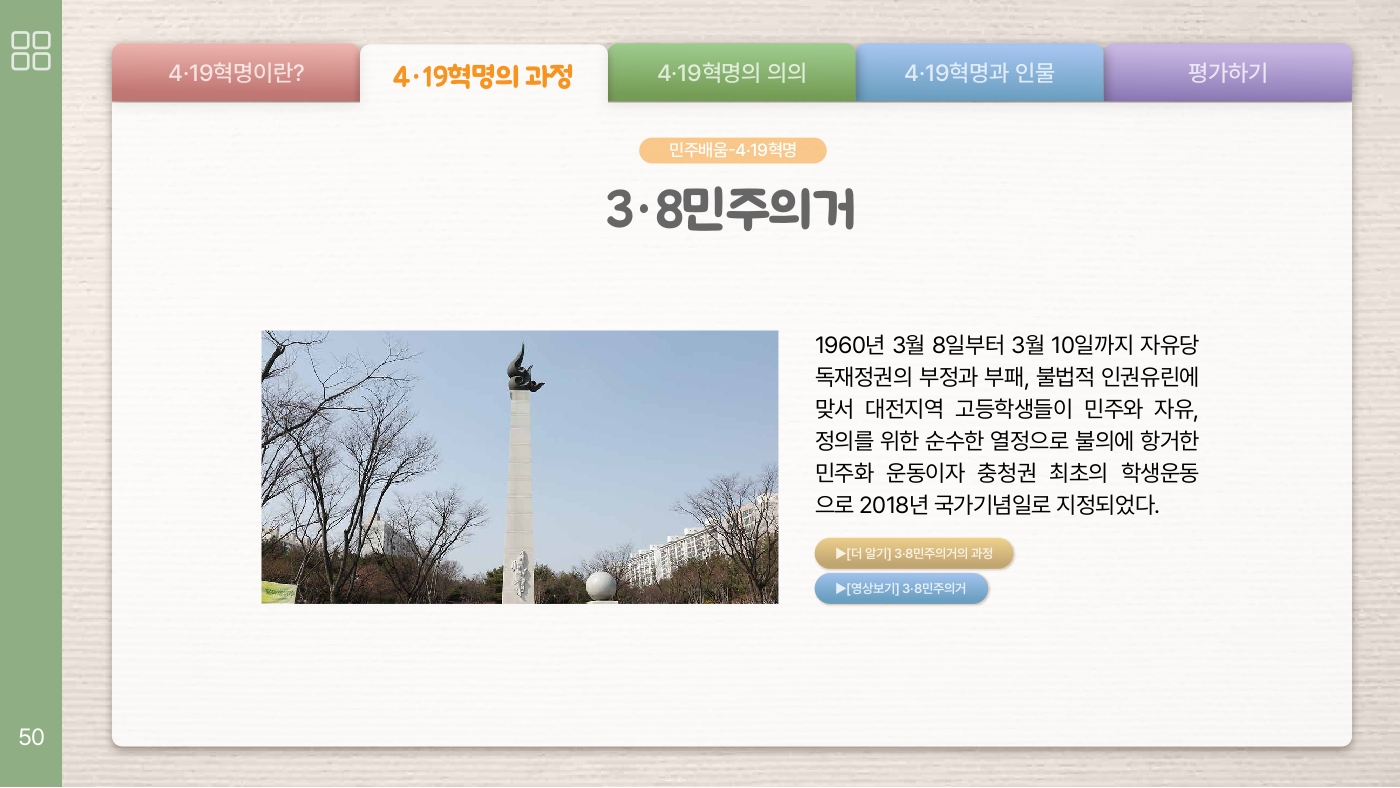 4·19혁명이란?
4·19혁명의 과정
4·19혁명의 의의
4·19혁명과 인물
평가하기
민주배움-4·19혁명
3·8민주의거
1960년 3월 8일부터 3월 10일까지 자유당
독재정권의 부정과 부패, 불법적 인권유린에
맞서 대전지역 고등학생들이 민주와 자유,
정의를 위한 순수한 열정으로 불의에 항거한
민주화 운동이자 충청권 최초의 학생운동
으로 2018년 국가기념일로 지정되었다.
▶[더 알기] 3·8민주의거의 과정
▶[영상보기] 3·8민주의거
50